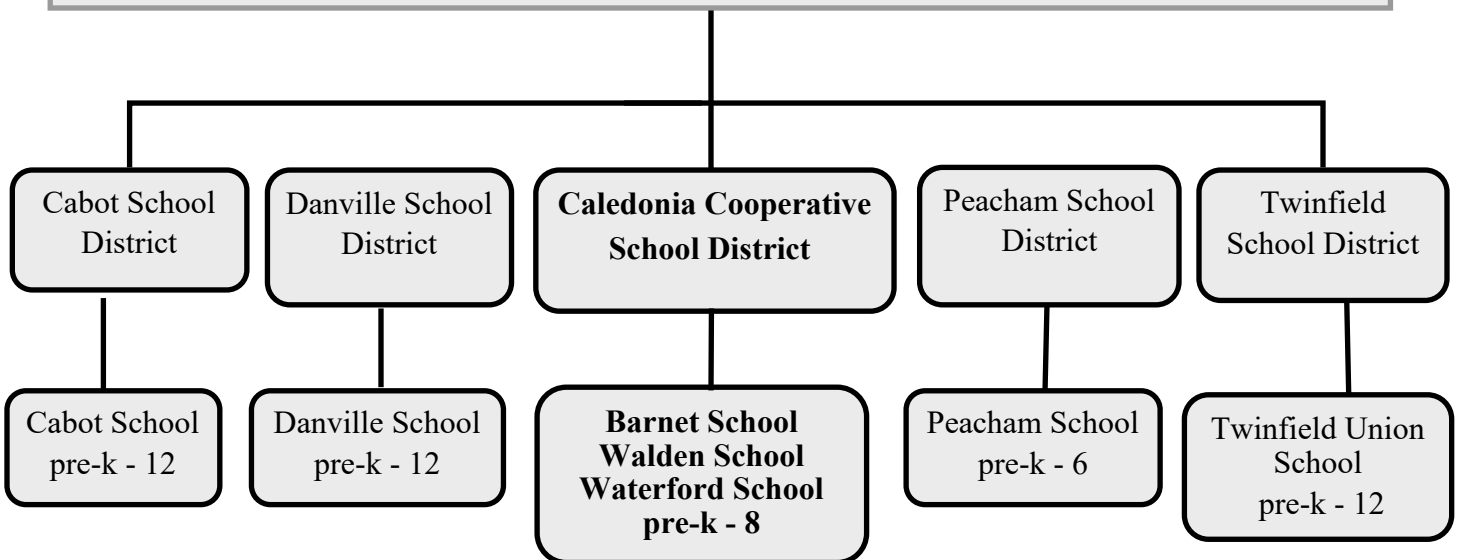 Cabot School
District
Danville School
District
Caledonia Cooperative
School District
Peacham School
District
Twinfield
School District
Cabot School
pre-k - 12
Danville School
pre-k - 12
Barnet School
Walden School
Waterford School
pre-k - 8
Peacham School
pre-k - 6
Twinfield Union
School
pre-k - 12